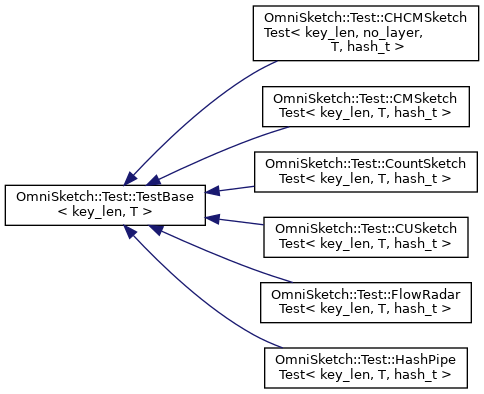 OmniSketch::Test::CHCMSketch
Test< key_len, no_layer,
T, hash_t >
OmniSketch::Test::CMSketch
Test< key_len, T, hash_t >
OmniSketch::Test::CountSketch
Test< key_len, T, hash_t >
OmniSketch::Test::TestBase
< key_len, T >
OmniSketch::Test::CUSketch
Test< key_len, T, hash_t >
OmniSketch::Test::FlowRadar
Test< key_len, T, hash_t >
OmniSketch::Test::HashPipe
Test< key_len, T, hash_t >